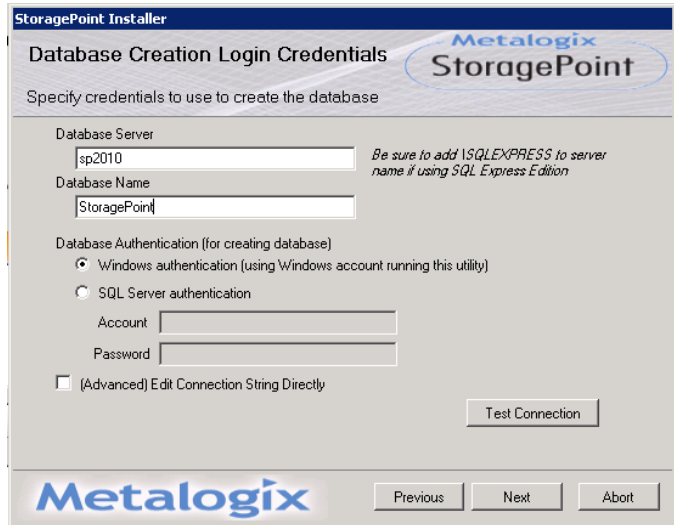 StoragePoint Installer
Database Creation Login Credentials
Metalogix
StoragePoint
Specify credentials to use to create the database
Database Server
sp2010
Be sure to add \SQLEXPRESS to server
name if using SQL Express Edition
Database Name
StoragePoint
Database Authentication (for creating database)
Windows authentication (using Windows account running this utility)
SQL Server authentication
Account
Password
(Advanced) Edit Connection String Directly
Test Connection
Metalogix
Previous
Next
Abort